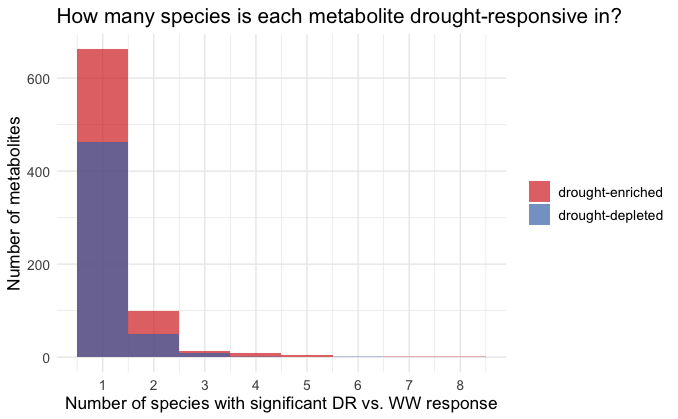 How many species is each metabolite drought-responsive in?
Number of metabolites
600
400
200
0
1 2 3 4 5 6 7 8
Number of species with significant DR vs. WW response
drought-enriched
drought-depleted